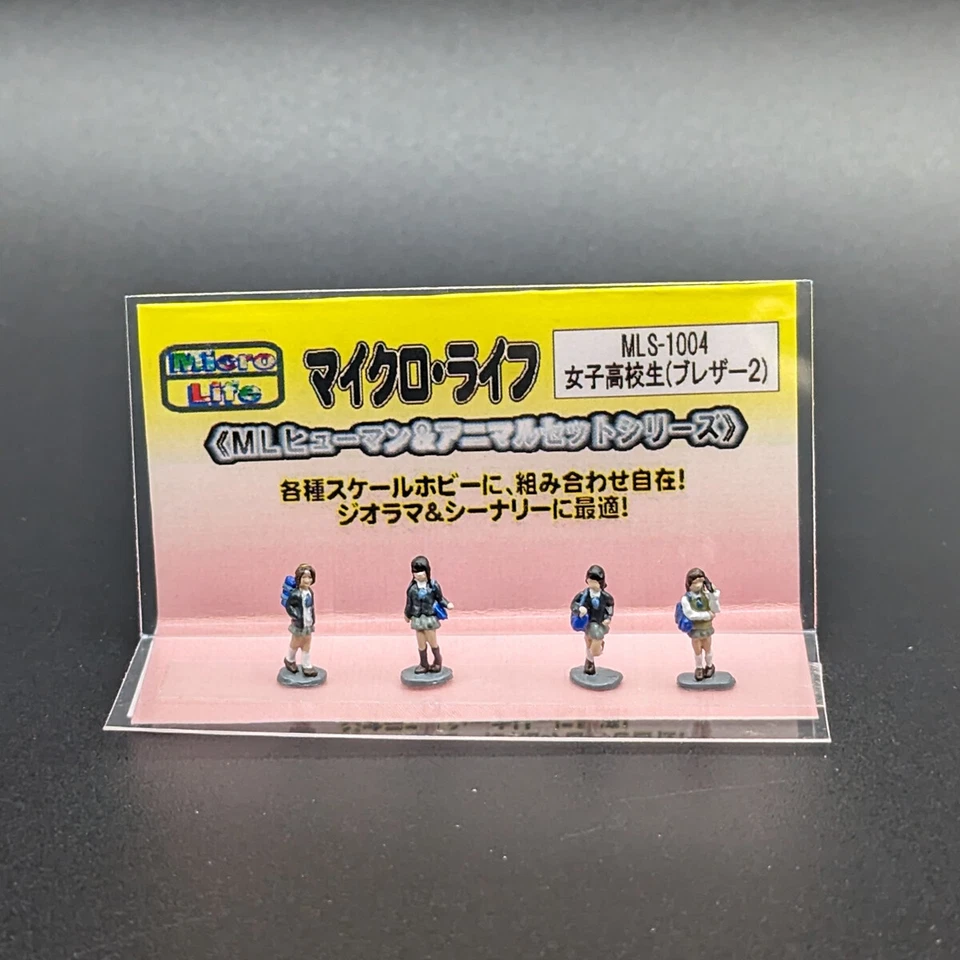 Micro
Life
マイクロ・ライフ
MLS-1004
女子高校生(ブレザー2)
《MLヒューマン&アニマルセットシリーズ》
各種スケールホビーに、組み合わせ自在!
ジオラマ&シーナリーに最適!